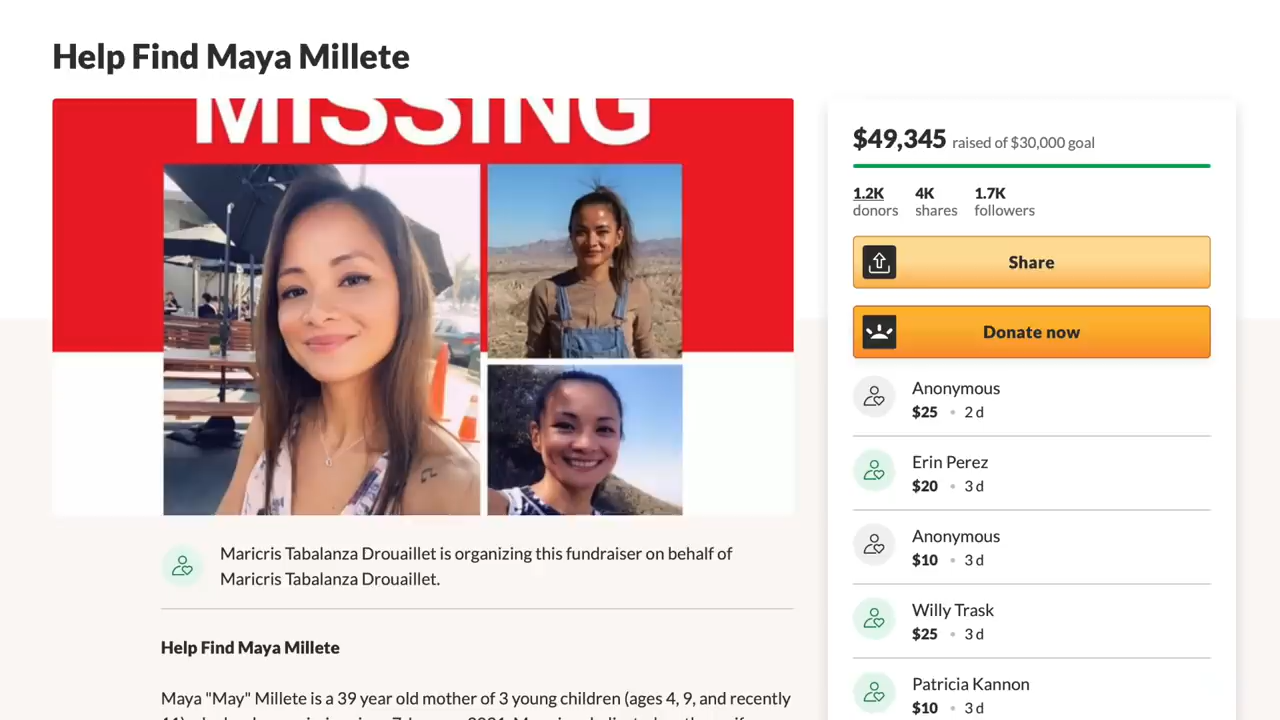 Help Find Maya Millete
MISSING
Maricris Tabalanza Drouaillet is organizing this fundraiser on behalf of
Maricris Tabalanza Drouaillet.
Help Find Maya Millete
Maya "May" Millete is a 39 year old mother of 3 young children (ages 4, 9, and recently
$49,345 raised of $30,000 goal
1.2K 4K 1.7K
donors shares followers
Share
Donate now
Anonymous
$25 • 2 d
Erin Perez
$20 • 3 d
Anonymous
$10 • 3 d
Willy Trask
$25 • 3 d
Patricia Kannon
$10 • 3 d